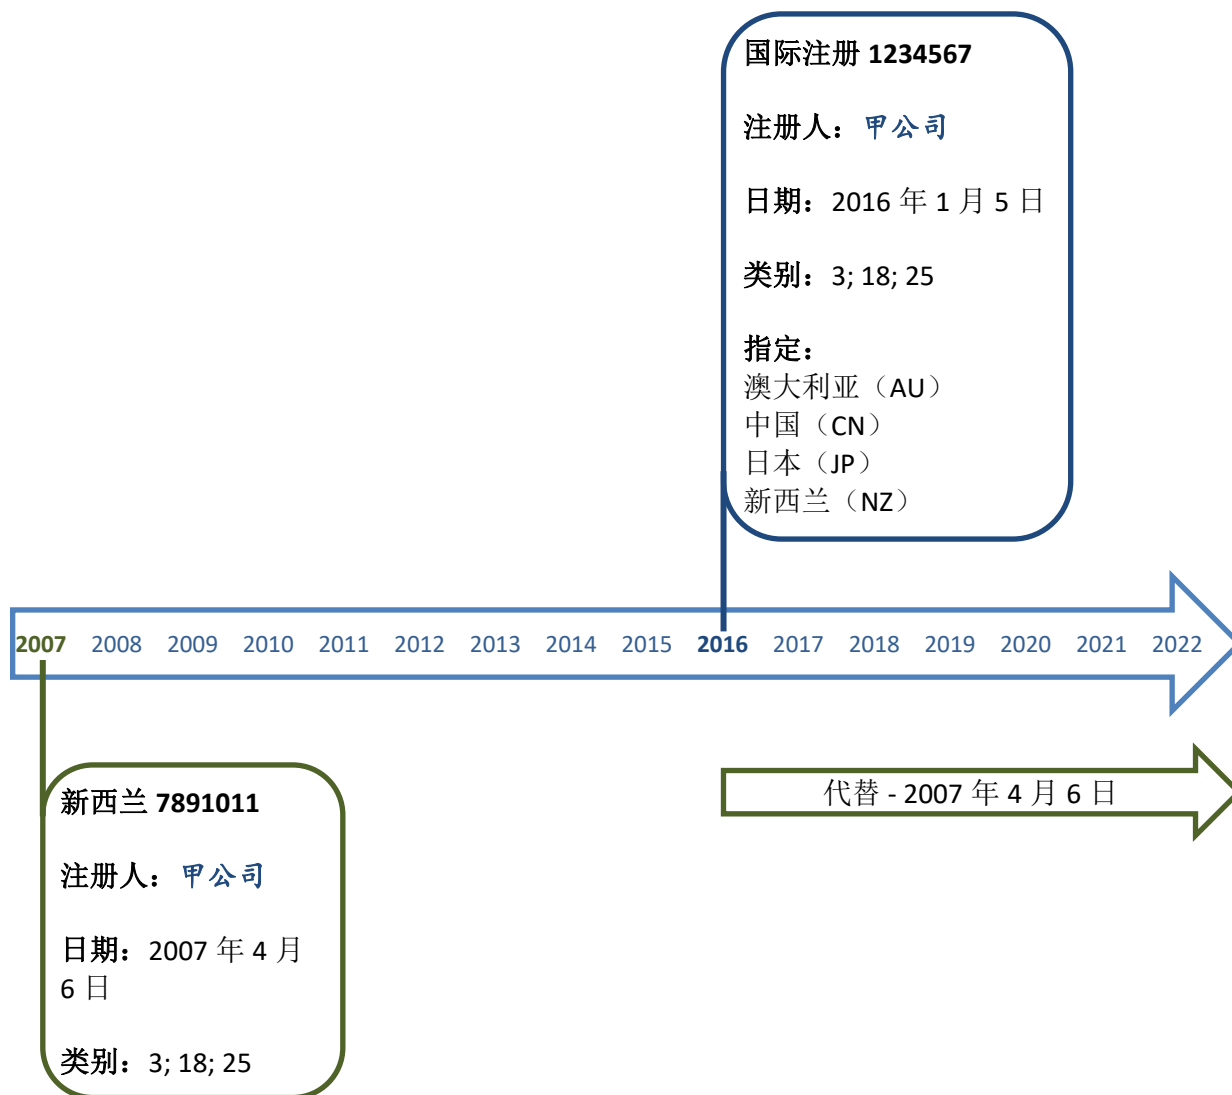 国际注册 1234567
注册人：甲公司
日期：2016 年 1 月 5 日
类别：3; 18; 25
指定：
澳大利亚（AU）
中国（CN）
日本（JP）
新西兰（NZ）
2007 2008 2009 2010 2011 2012 2013 2014 2015 2016 2017 2018 2019 2020 2021 2022
代替 - 2007 年 4 月 6 日
新西兰 7891011
注册人：甲公司
日期：2007 年 4 月
6 日
类别：3; 18; 25